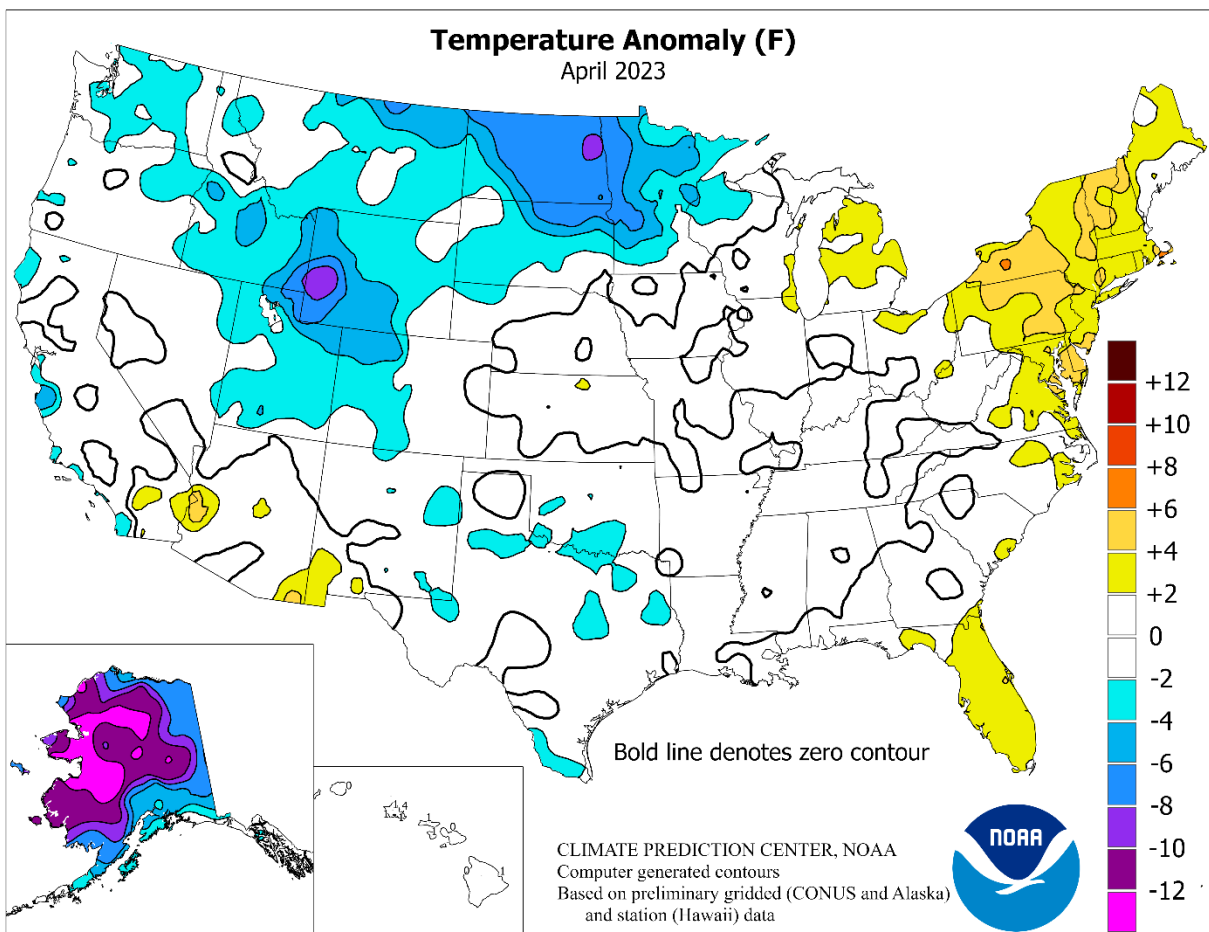 Temperature Anomaly (F)
April 2023
+12
+10
+8
+6
+4
+2
0
-2
-4
-6
-8
-10
-12
Bold line denotes zero contour
CLIMATE PREDICTION CENTER, NOAA
Computer generated contours
Based on preliminary gridded (CONUS and Alaska)
and station (Hawaii) data
NOAA